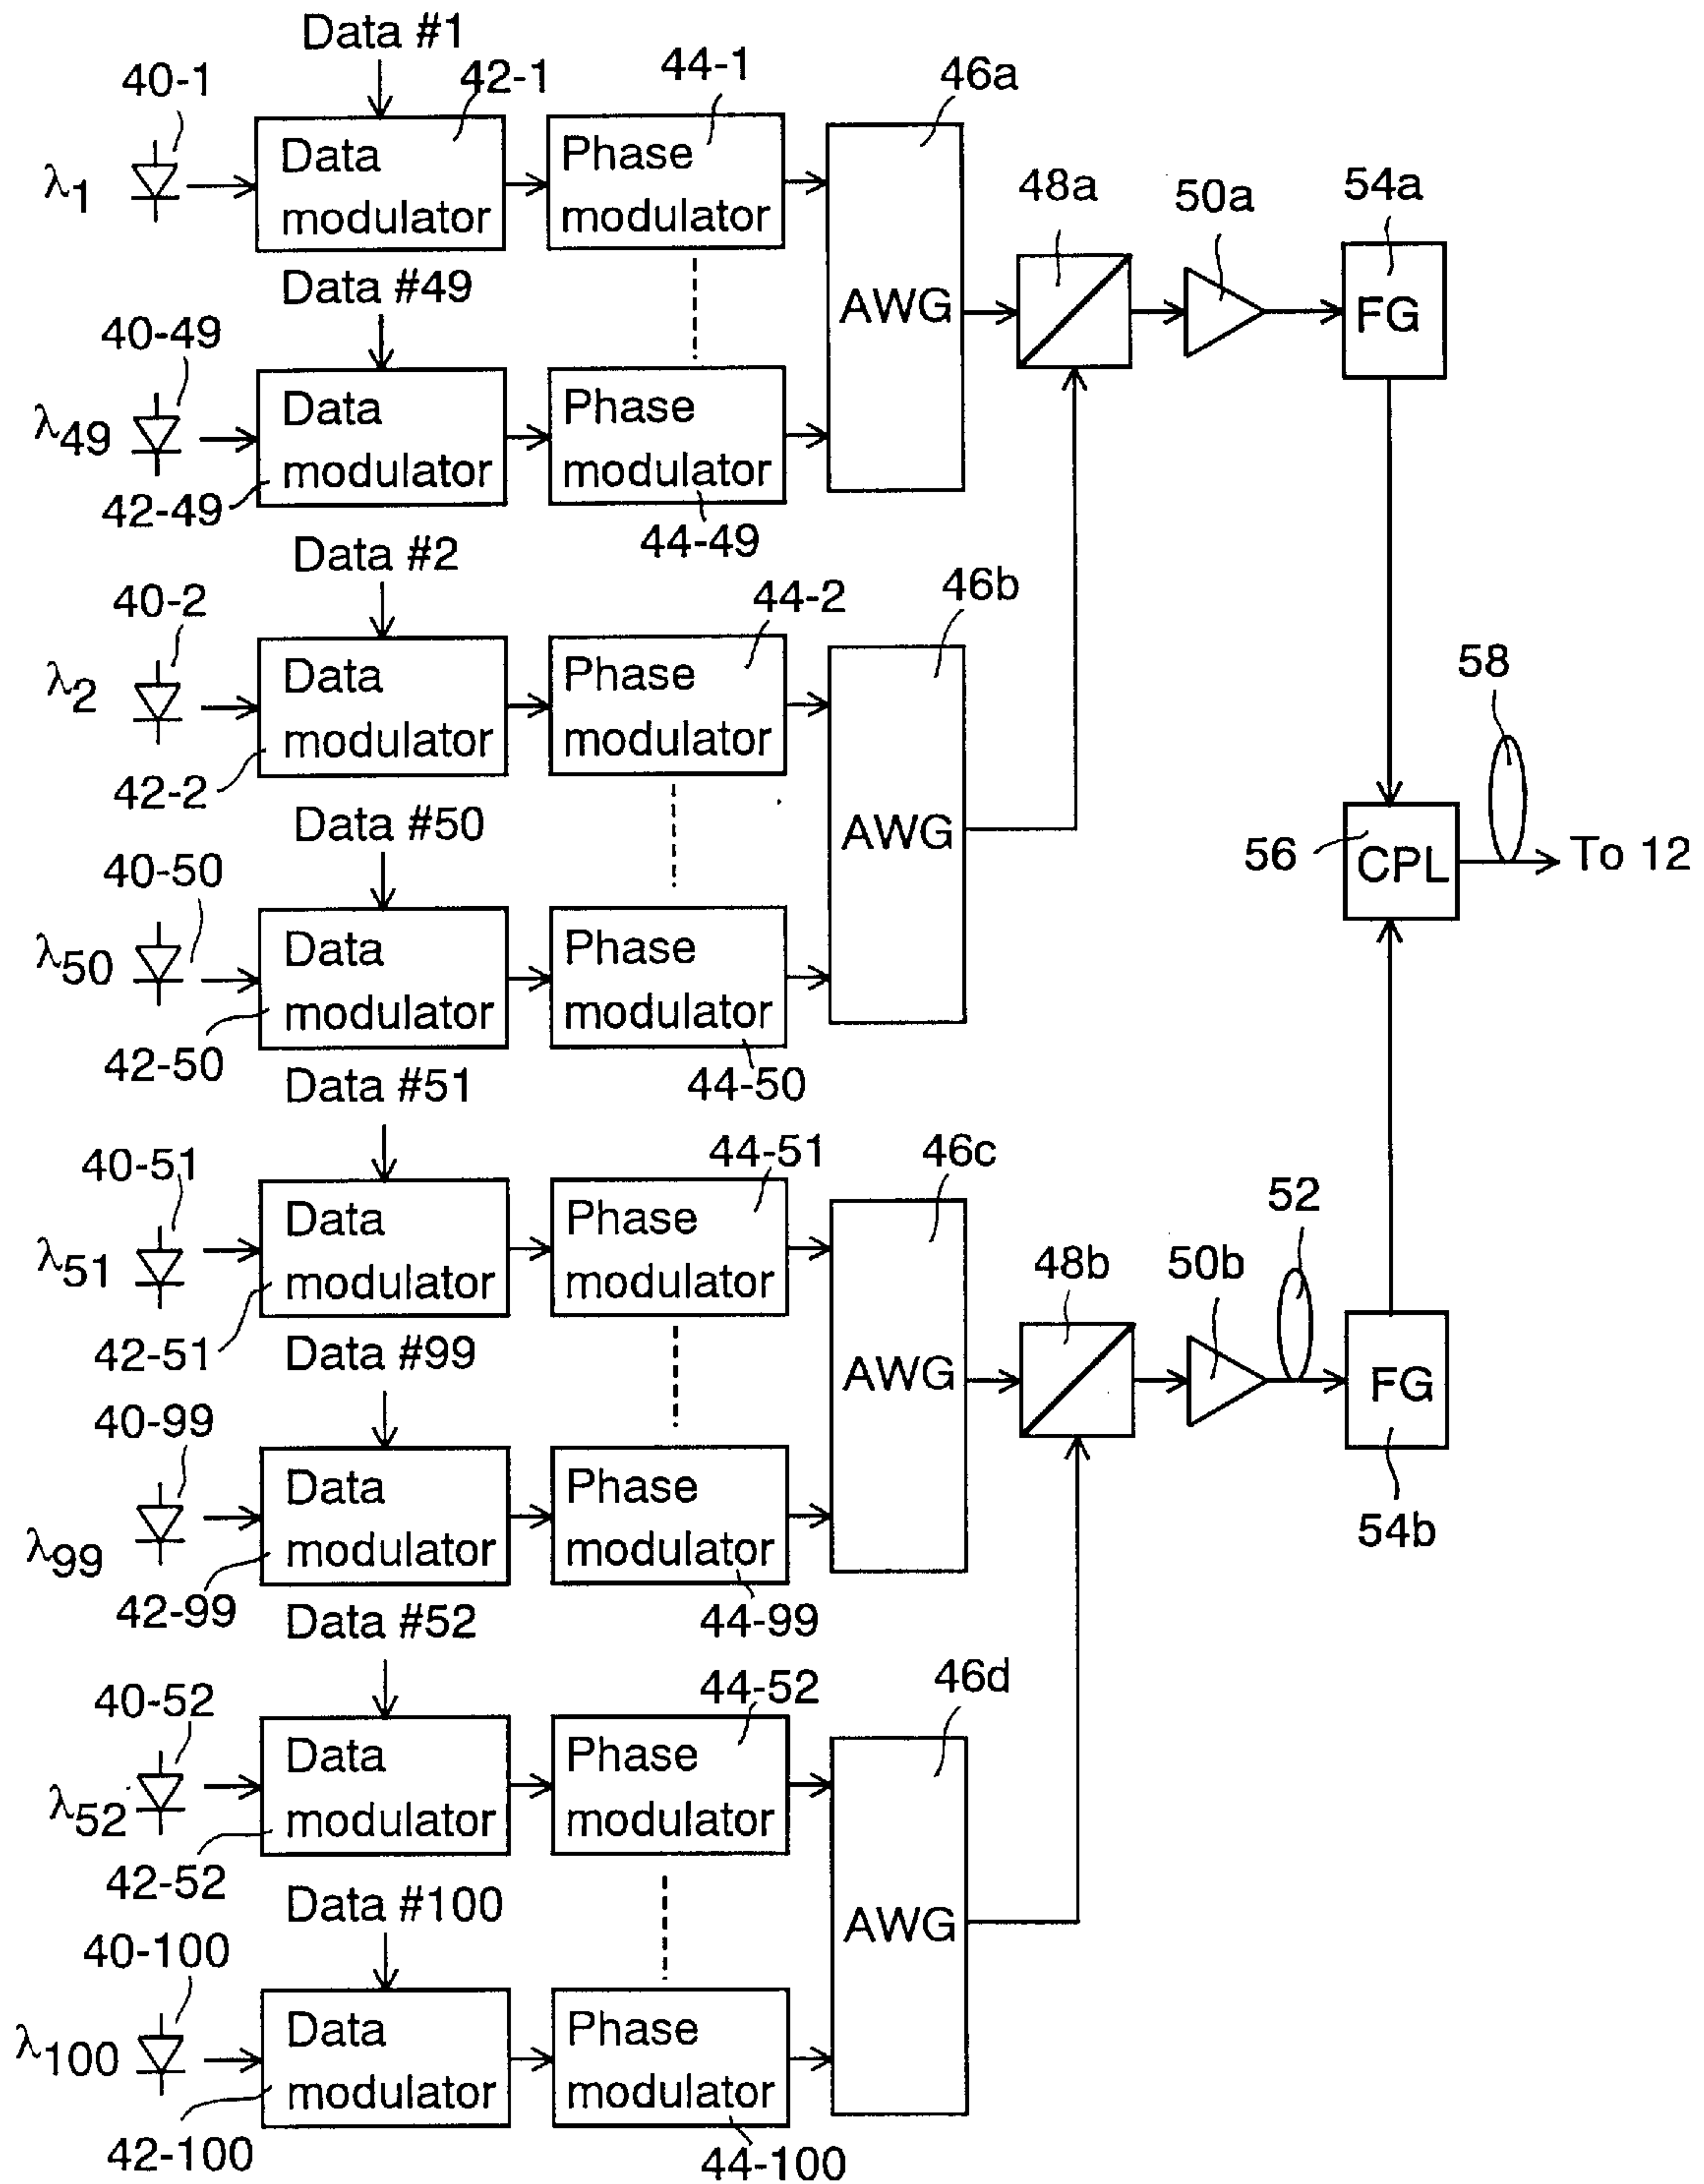 Data #1
40-1
42-1
44-1
46a
λ1
Data
modulator
Phase
modulator
48a
50a
54a
Data #49
AWG
FG
40-49
λ49
Data
modulator
Phase
modulator
42-49
44-49
Data #2
40-2
44-2
46b
λ2
Data
modulator
Phase
modulator
58
42-2
Data #50
AWG
56
CPL
To 12
40-50
λ50
Data
modulator
Phase
modulator
42-50
44-50
Data #51
40-51
44-51
46c
52
λ51
Data
modulator
Phase
modulator
48b
50b
42-51
Data #99
AWG
FG
40-99
λ99
Data
modulator
Phase
modulator
54b
42-99
44-99
Data #52
40-52
44-52
46d
λ52
Data
modulator
Phase
modulator
42-52
Data #100
AWG
40-100
λ100
Data
modulator
Phase
modulator
42-100
44-100